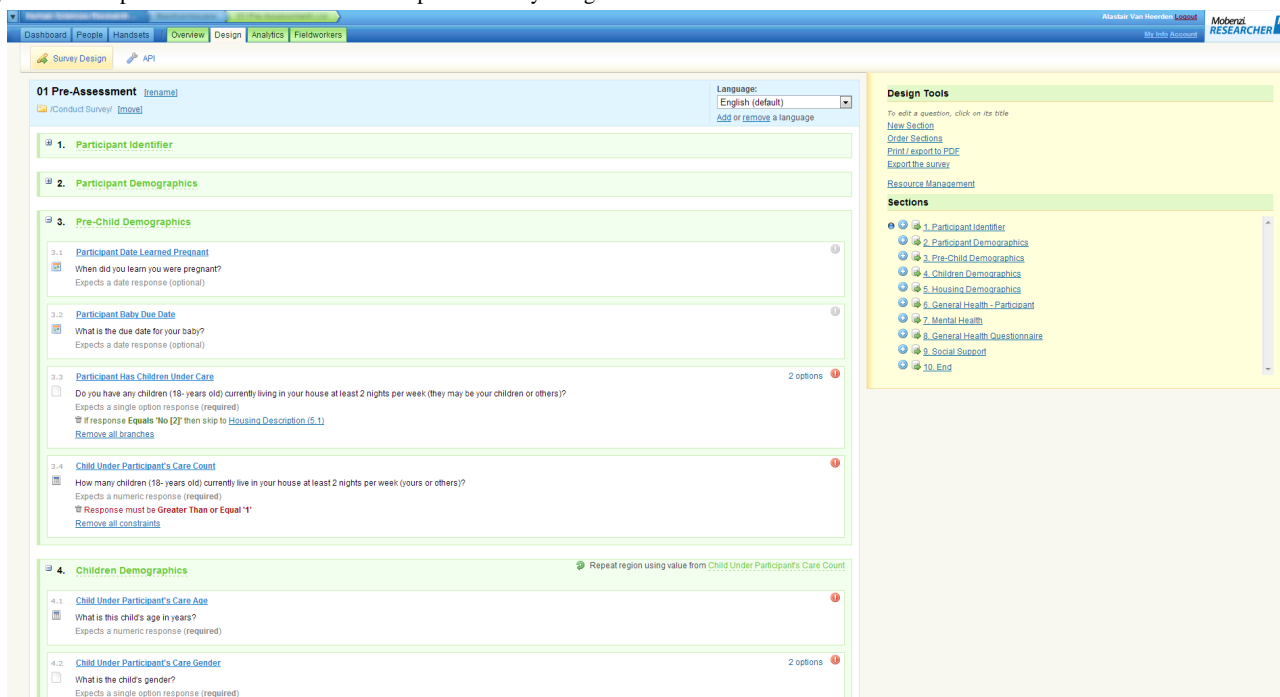 Alastair Van Heerden Logout
My Info Account
Mobenzi
RESEARCHER
Dashboard People Handsets Overview Design Analytics Fieldworkers
Survey Design API
01 Pre-Assessment [rename]
/Conduct Survey/ [move]
Language:
English (default)
Add or remove a language
1. Participant Identifier
2. Participant Demographics
3. Pre-Child Demographics
3.1 Participant Date Learned Pregnant
When did you learn you were pregnant?
Expects a date response (optional)
3.2 Participant Baby Due Date
What is the due date for your baby?
Expects a date response (optional)
3.3 Participant Has Children Under Care 2 options
Do you have any children (18- years old) currently living in your house at least 2 nights per week (they may be your children or others)?
Expects a single option response (required)
If response Equals 'No [2]' then skip to Housing Description (5.1)
Remove all branches
3.4 Child Under Participant's Care Count
How many children (18- years old) currently live in your house at least 2 nights per week (yours or others)?
Expects a numeric response (required)
Response must be Greater Than or Equal '1'
Remove all constraints
4. Children Demographics Repeat region using value from Child Under Participant's Care Count
4.1 Child Under Participant's Care Age
What is this child's age in years?
Expects a numeric response (required)
4.2 Child Under Participant's Care Gender 2 options
What is the child's gender?
Expects a single option response (required)
Design Tools
To edit a question, click on its title
New Section
Order Sections
Print / export to PDF
Export the survey
Resource Management
Sections
1. Participant Identifier
2. Participant Demographics
3. Pre-Child Demographics
4. Children Demographics
5. Housing Demographics
6. General Health - Participant
7. Mental Health
8. General Health Questionnaire
9. Social Support
10. End